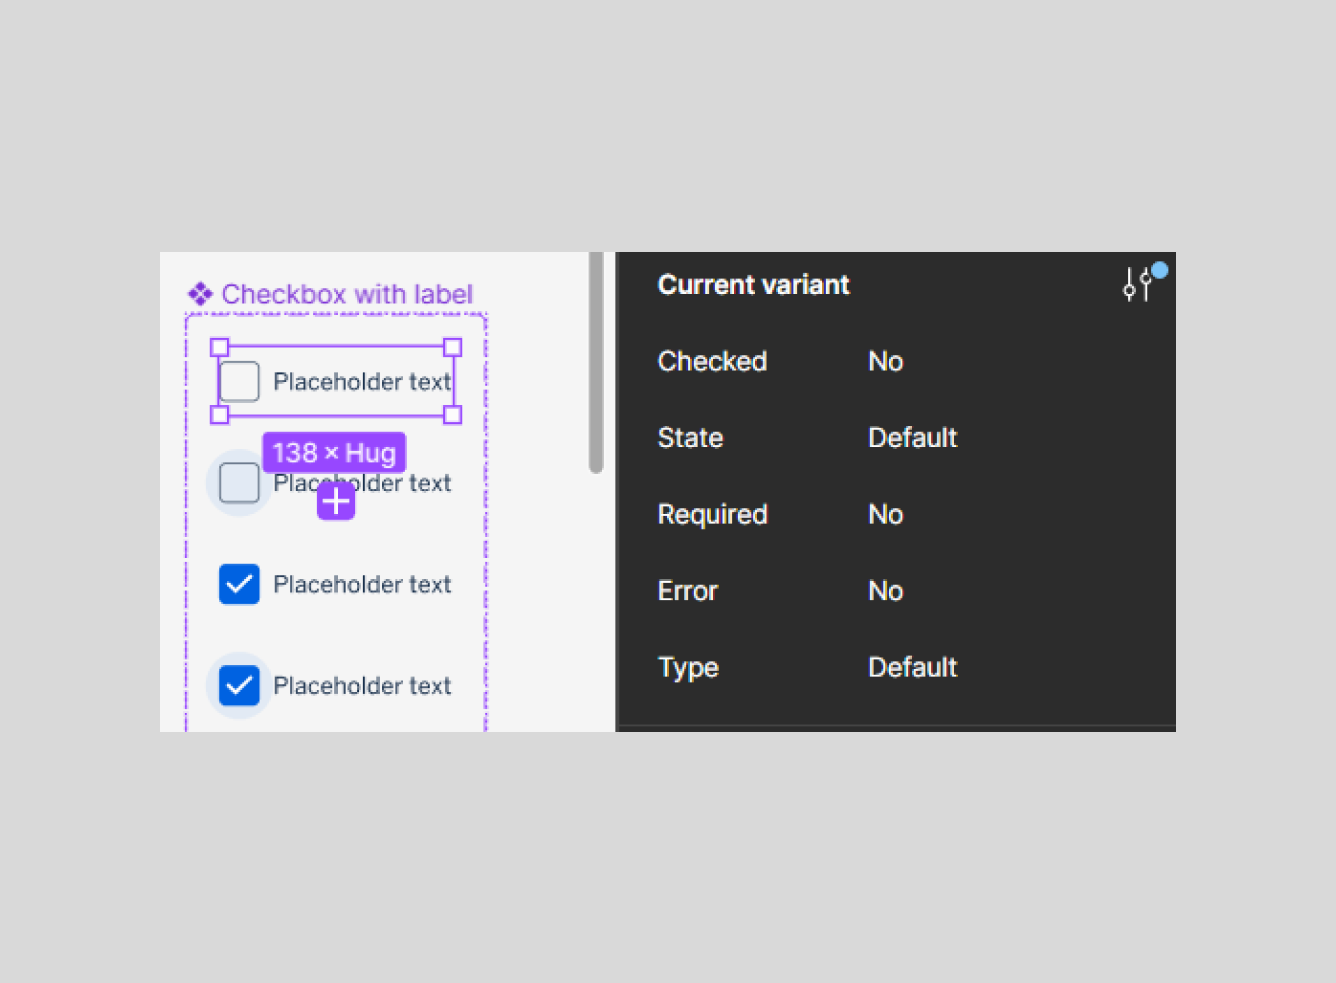 Checkbox with label
Placeholder text
138 × Hug
Placeholder text
Placeholder text
Placeholder text
Current variant
Checked No
State Default
Required No
Error No
Type Default